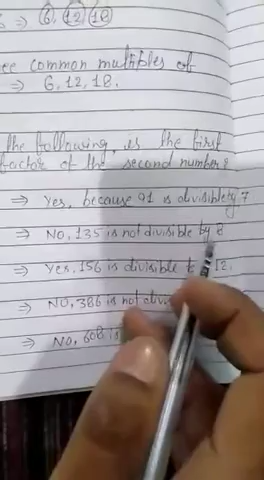 ⇒ 6, 12, 18
common multiples of
⇒ 6, 12, 18.
the following, is the first
factor of the second number?
⇒ Yes, because 91 is divisible by 7
⇒ No, 135 is not divisible by
⇒ Yes, 156 is divisible 12.
⇒ No, 386 is not
⇒ No, 608 is